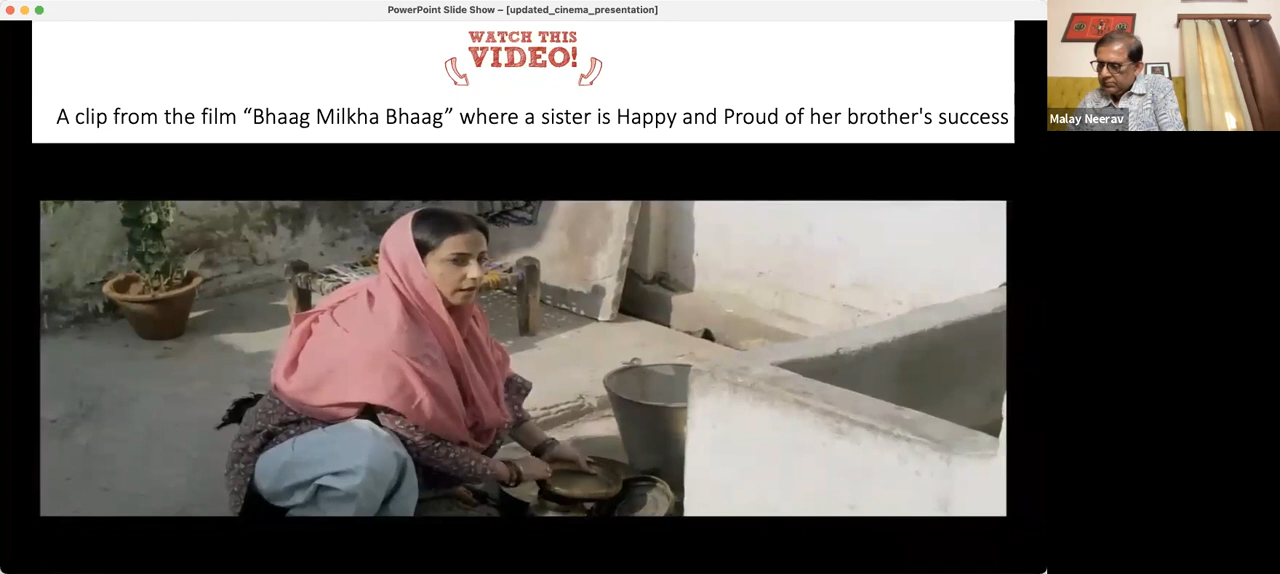 PowerPoint Slide Show – [updated_cinema_presentation]
WATCH THIS
VIDEO!
A clip from the film “Bhaag Milkha Bhaag” where a sister is Happy and Proud of her brother's success
Malay Neerav